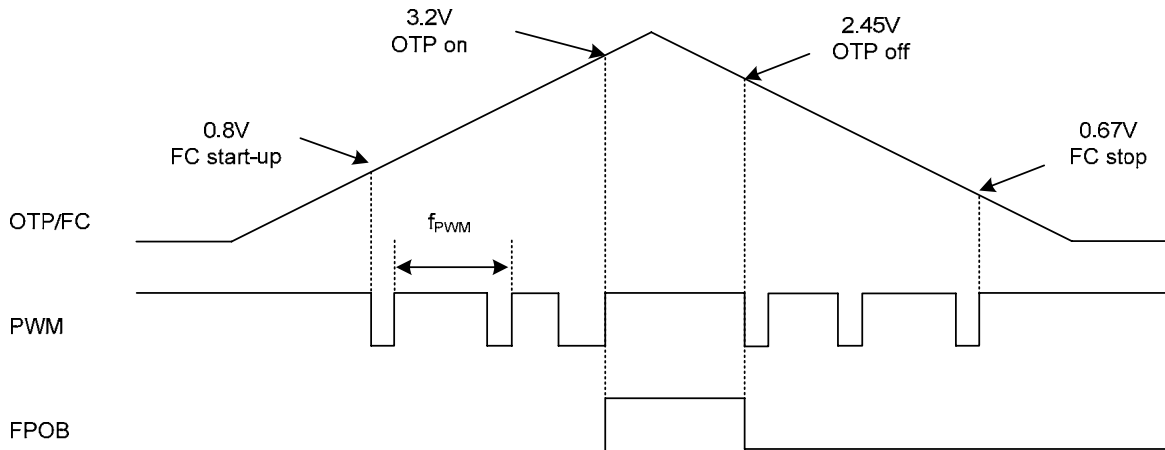 3.2V
OTP on
2.45V
OTP off
0.8V
FC start-up
0.67V
FC stop
OTP/FC
fPWM
PWM
FPOB